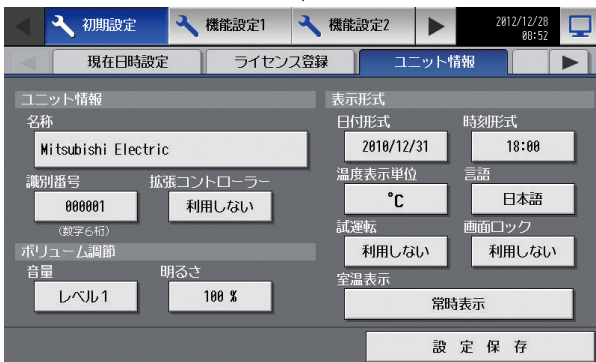 初期設定 機能設定1 機能設定2 2012/12/28
08:52
現在日時設定 ライセンス登録 ユニット情報
ユニット情報
名称
Mitsubishi Electric
識別番号 拡張コントローラー
000001 利用しない
(数字6桁)
ボリューム調節
音量 明るさ
レベル1 100 %
表示形式
日付形式 時刻形式
2010/12/31 18:00
温度表示単位 言語
°C 日本語
試運転 画面ロック
利用しない 利用しない
室温表示
常時表示
設 定 保 存